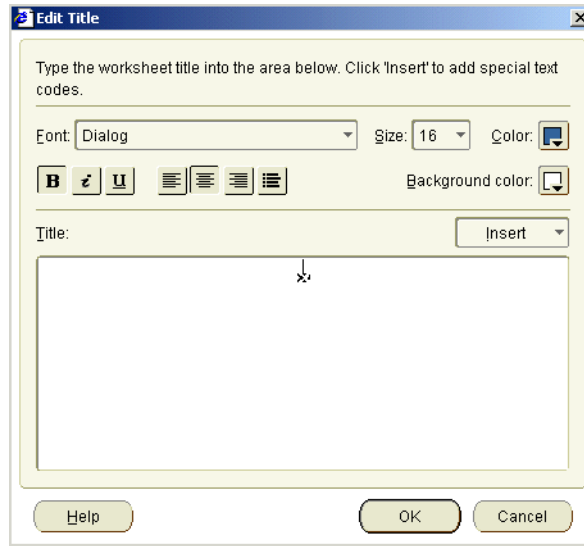 Edit Title
Type the worksheet title into the area below. Click 'Insert' to add special text
codes.
Font: Dialog Size: 16 Color:
B i U Background color:
Title: Insert
Help OK Cancel